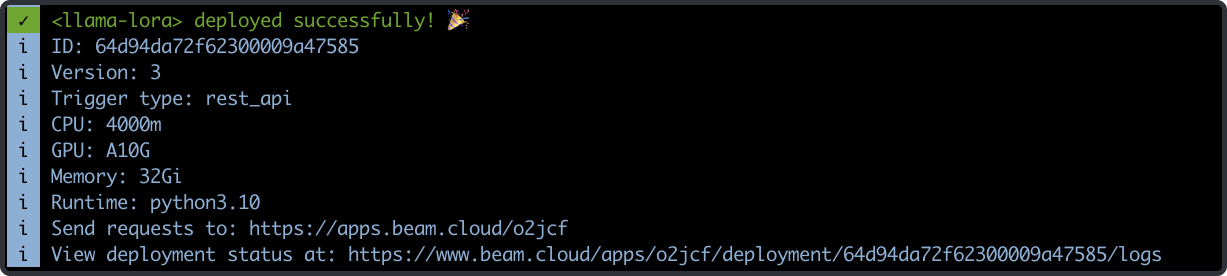 ✓ <llama-lora> deployed successfully! 🎉
i ID: 64d94da72f62300009a47585
i Version: 3
i Trigger type: rest_api
i CPU: 4000m
i GPU: A10G
i Memory: 32Gi
i Runtime: python3.10
i Send requests to: https://apps.beam.cloud/o2jcf
i View deployment status at: https://www.beam.cloud/apps/o2jcf/deployment/64d94da72f62300009a47585/logs